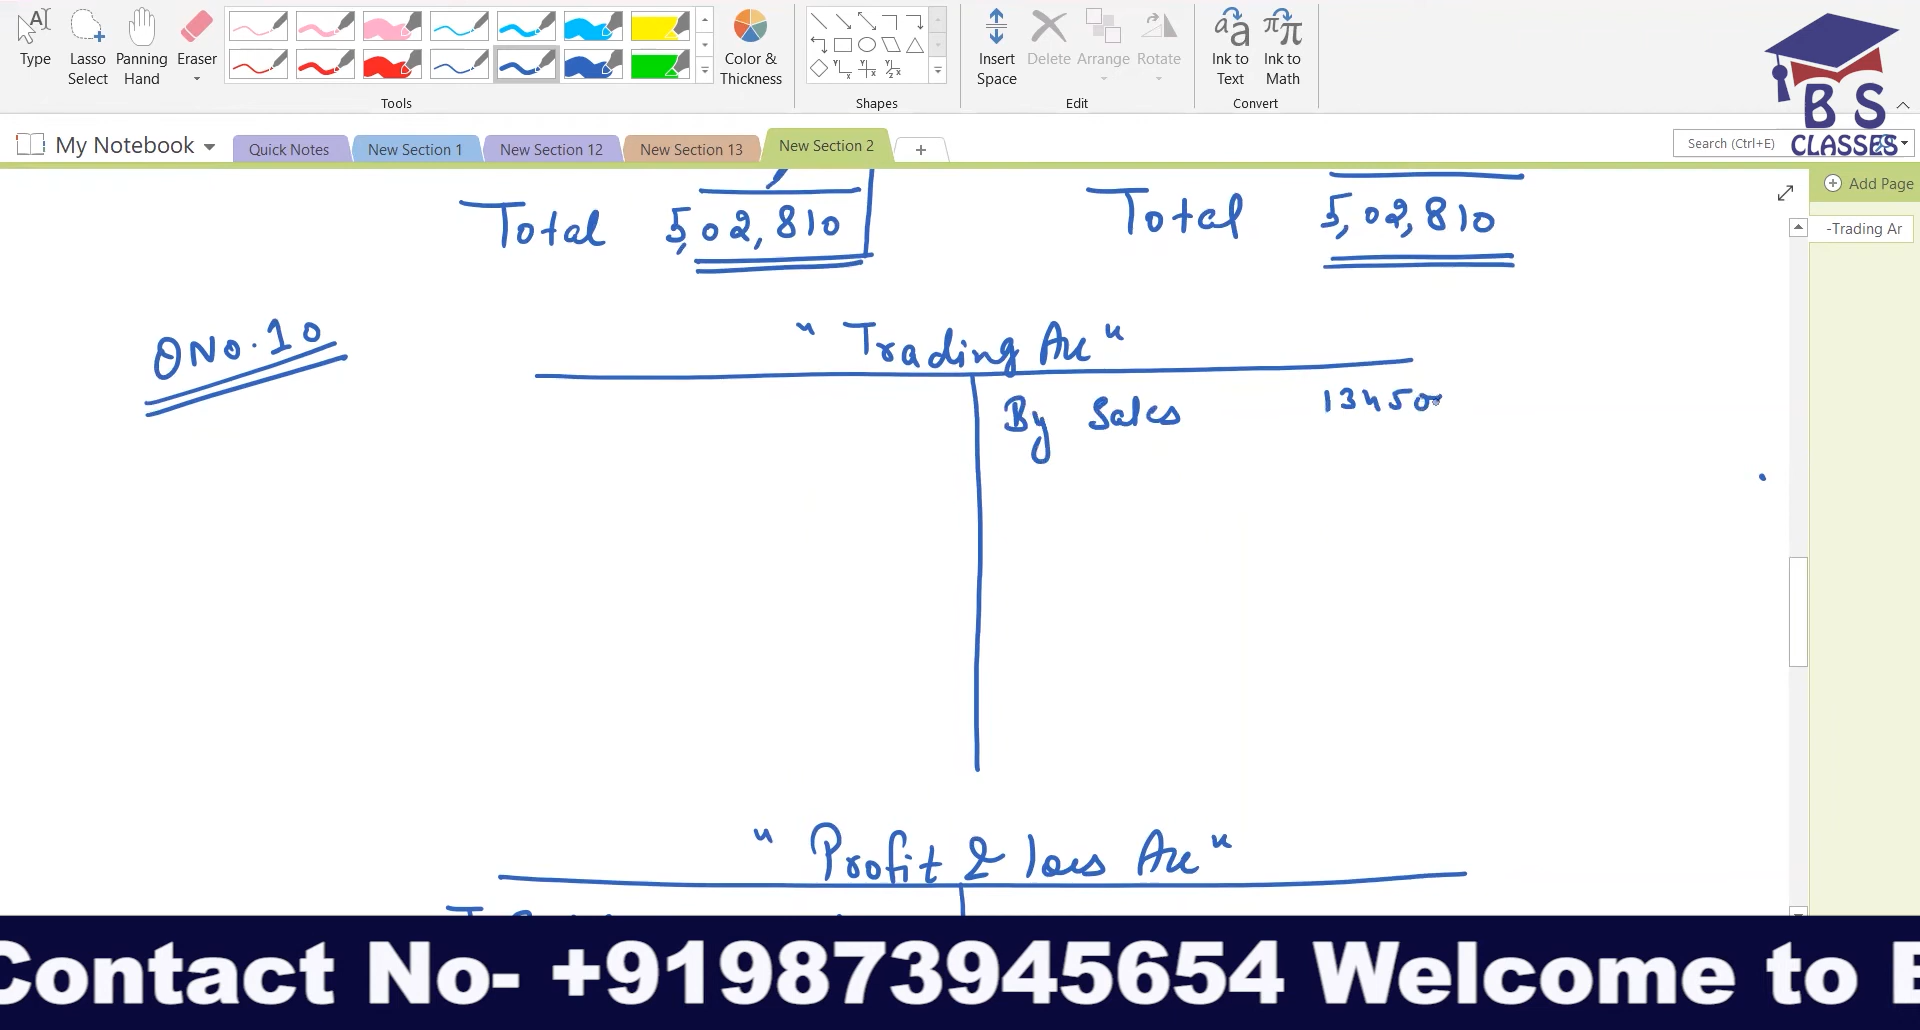 Type
Lasso Select
Panning Hand
Eraser
Color & Thickness
Insert Space
Delete
Arrange
Rotate
Ink to Text
Ink to Math
Tools
Shapes
Edit
Convert
B S
CLASSES
My Notebook
Quick Notes
New Section 1
New Section 12
New Section 13
New Section 2
Search (Ctrl+E)
Add Page
-Trading Ar
Total 5,02,810
Total 5,02,810
QNo.10
" Trading A/c "
By Sales 134500
" Profit & loss A/c "
Contact No- +919873945654 Welcome to